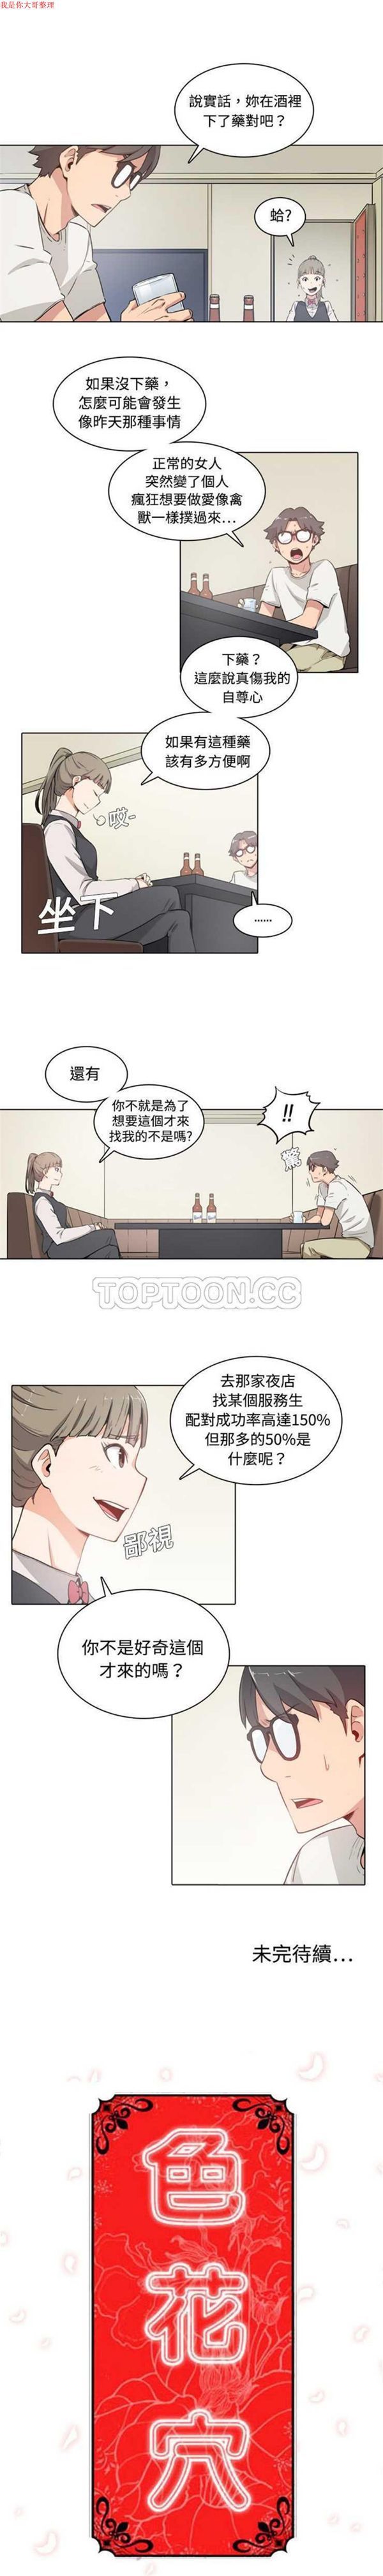 我是你大哥整理
說實話，妳在酒裡
下了藥對吧？
蛤?
如果沒下藥，
怎麼可能會發生
像昨天那種事情
正常的女人
突然變了個人
瘋狂想要做愛像禽
獸一樣撲過來...
下藥？
這麼說真傷我的
自尊心
如果有這種藥
該有多方便啊
哎-
坐下
......
還有
你不就是為了
想要這個才來
找我的不是嗎?
!!
驚
TOPTOON.CC
去那家夜店
找某個服務生
配對成功率高達150%
但那多的50%是
什麼呢？
鄙視
你不是好奇這個
才來的嗎？
未完待續...
色
花
穴